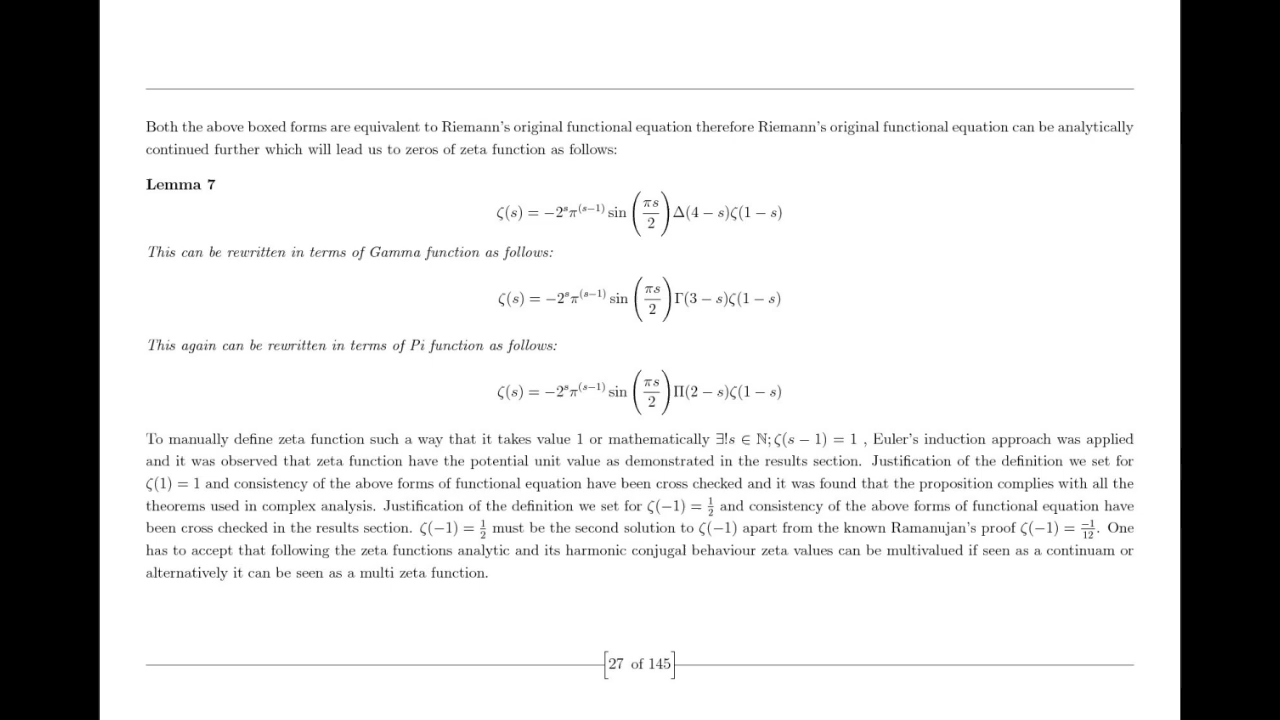 Both the above boxed forms are equivalent to Riemann's original functional equation therefore Riemann's original functional equation can be analytically
continued further which will lead us to zeros of zeta function as follows:
Lemma 7
ζ(s) = −2^s π^(s−1) sin(πs/2) Δ(4 − s)ζ(1 − s)
This can be rewritten in terms of Gamma function as follows:
ζ(s) = −2^s π^(s−1) sin(πs/2) Γ(3 − s)ζ(1 − s)
This again can be rewritten in terms of Pi function as follows:
ζ(s) = −2^s π^(s−1) sin(πs/2) Π(2 − s)ζ(1 − s)
To manually define zeta function such a way that it takes value 1 or mathematically ∃!s ∈ ℕ; ζ(s − 1) = 1 , Euler's induction approach was applied
and it was observed that zeta function have the potential unit value as demonstrated in the results section. Justification of the definition we set for
ζ(1) = 1 and consistency of the above forms of functional equation have been cross checked and it was found that the proposition complies with all the
theorems used in complex analysis. Justification of the definition we set for ζ(−1) = 1/2 and consistency of the above forms of functional equation have
been cross checked in the results section. ζ(−1) = 1/2 must be the second solution to ζ(−1) apart from the known Ramanujan's proof ζ(−1) = −1/12. One
has to accept that following the zeta functions analytic and its harmonic conjugal behaviour zeta values can be multivalued if seen as a continuam or
alternatively it can be seen as a multi zeta function.
[27 of 145]